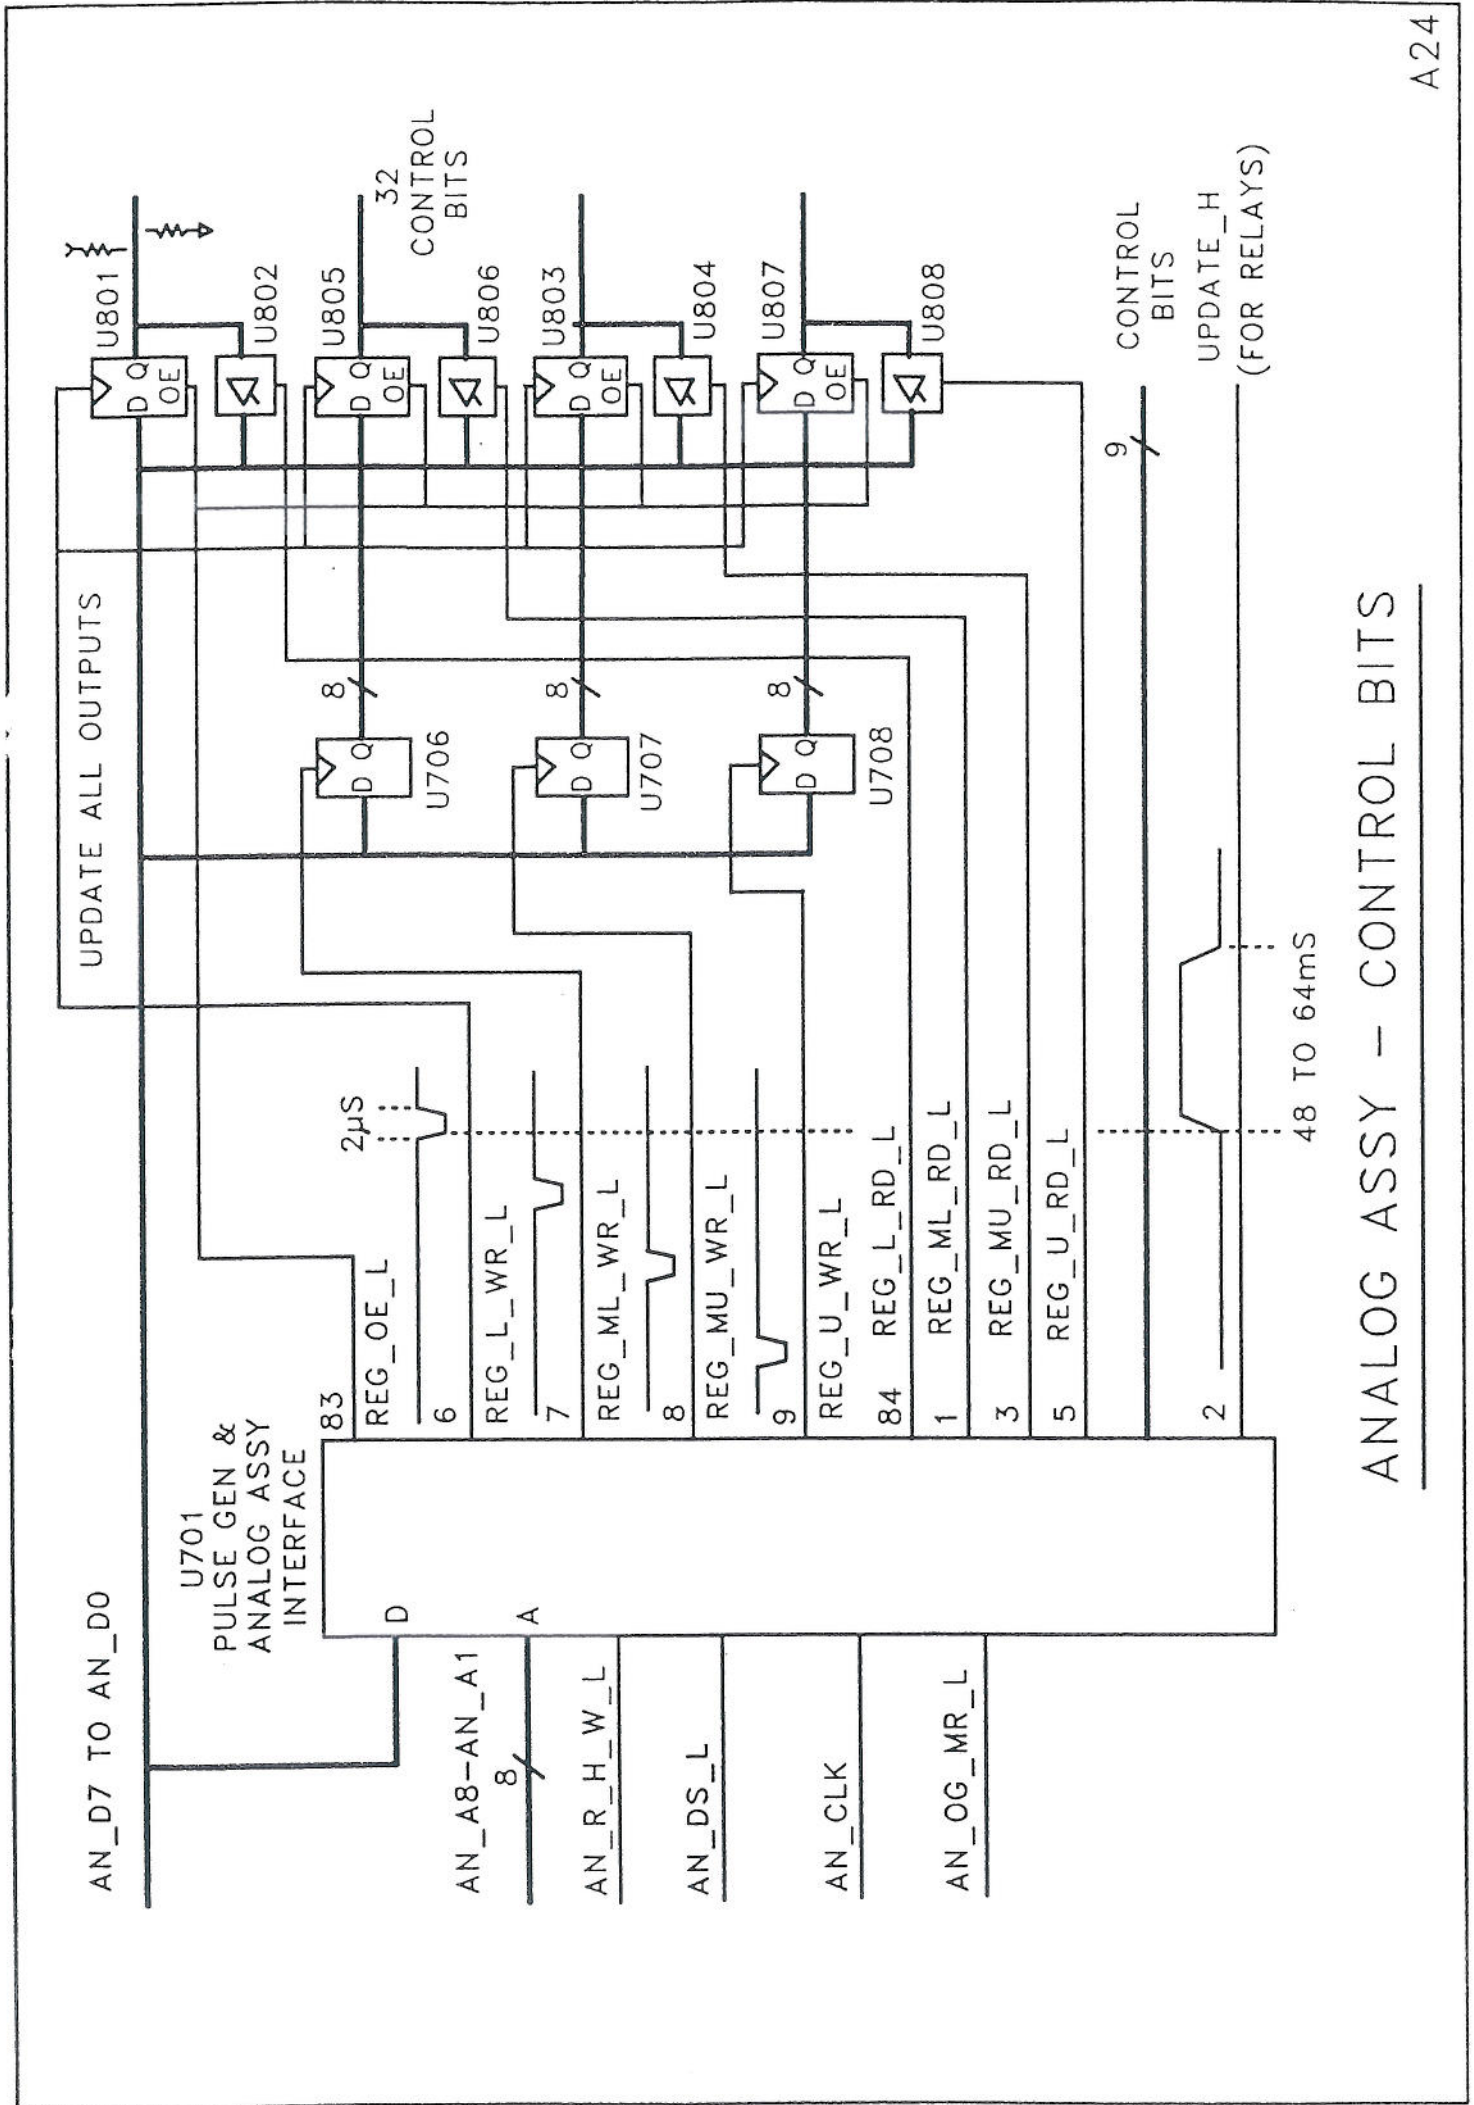 AN_D7 TO AN_D0
UPDATE ALL OUTPUTS
U801
D Q
OE
U802
U701
PULSE GEN &
ANALOG ASSY
INTERFACE
83
REG_OE_L
2µS
U805
D Q
OE
32
CONTROL
BITS
D
8
D Q
U706
U806
6
REG_L_WR_L
AN_A8-AN_A1
8
A
7
REG_ML_WR_L
8
D Q
U707
U803
D Q
OE
AN_R_H_W_L
8
REG_MU_WR_L
U804
AN_DS_L
9
REG_U_WR_L
8
D Q
U708
U807
D Q
OE
AN_CLK
84
REG_L_RD_L
U808
1
REG_ML_RD_L
AN_OG_MR_L
3
REG_MU_RD_L
5
REG_U_RD_L
9
CONTROL
BITS
2
UPDATE_H
(FOR RELAYS)
48 TO 64mS
ANALOG ASSY - CONTROL BITS
A24